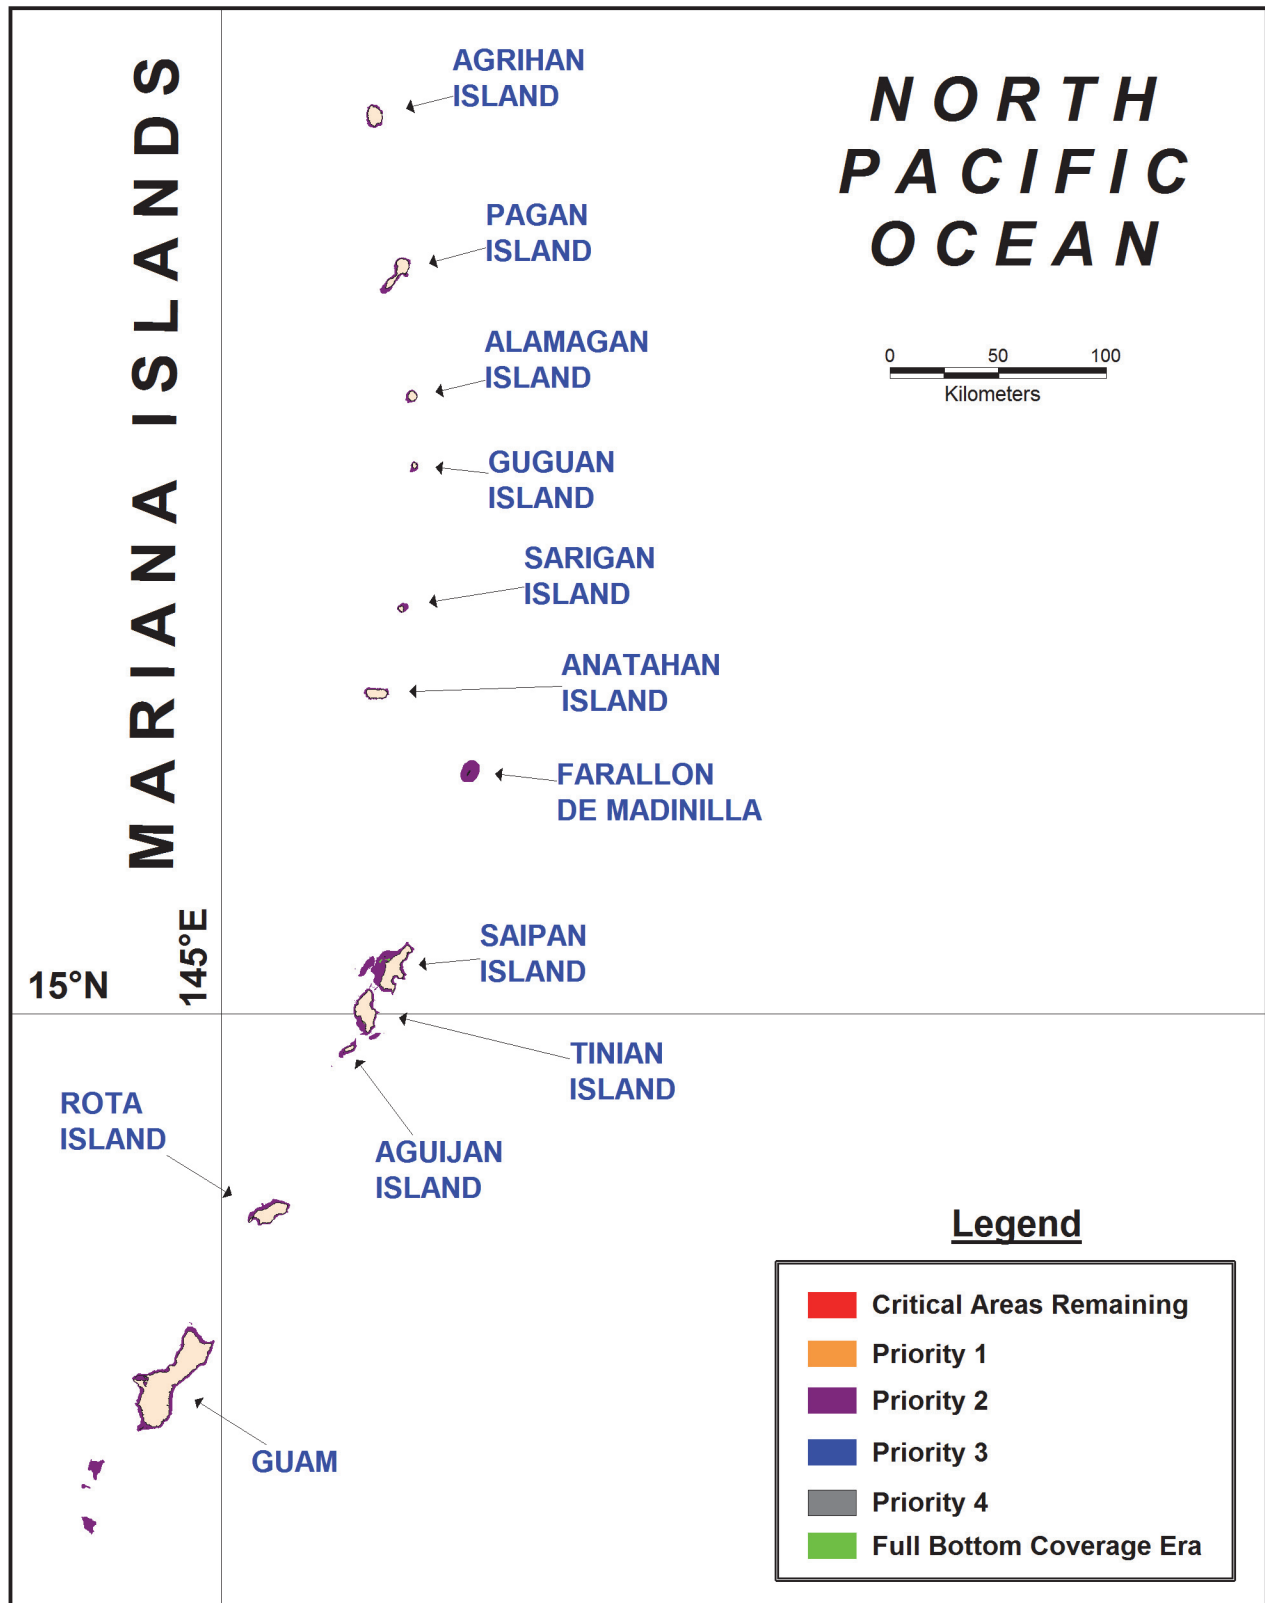 MARIANA ISLANDS
NORTH
PACIFIC
OCEAN
0 50 100
Kilometers
AGRIHAN
ISLAND
PAGAN
ISLAND
ALAMAGAN
ISLAND
GUGUAN
ISLAND
SARIGAN
ISLAND
ANATAHAN
ISLAND
FARALLON
DE MADINILLA
145°E
15°N
SAIPAN
ISLAND
TINIAN
ISLAND
AGUIJAN
ISLAND
ROTA
ISLAND
GUAM
Legend
Critical Areas Remaining
Priority 1
Priority 2
Priority 3
Priority 4
Full Bottom Coverage Era